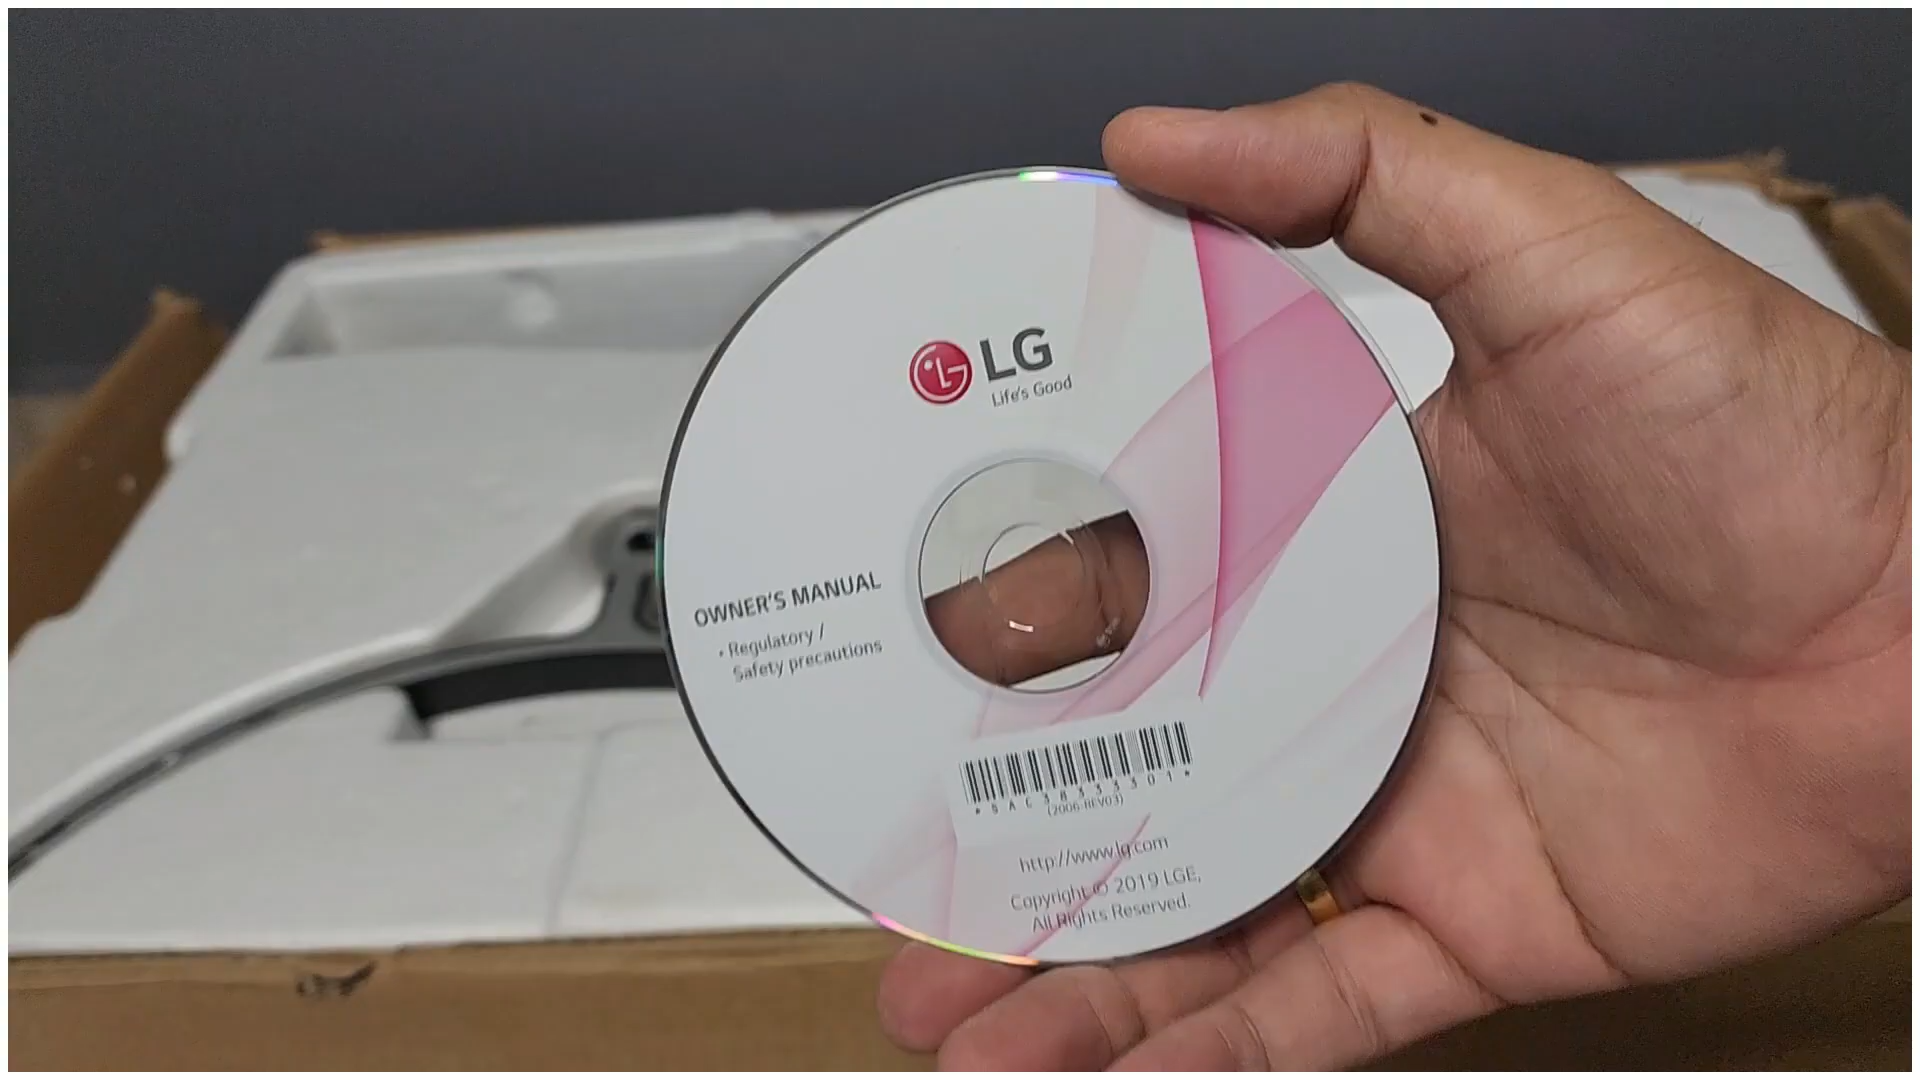 LG
Life's Good
OWNER'S MANUAL
• Regulatory /
Safety precautions
*SAC38333301*
(2006-REV03)
http://www.lg.com
Copyright © 2019 LGE,
All Rights Reserved.